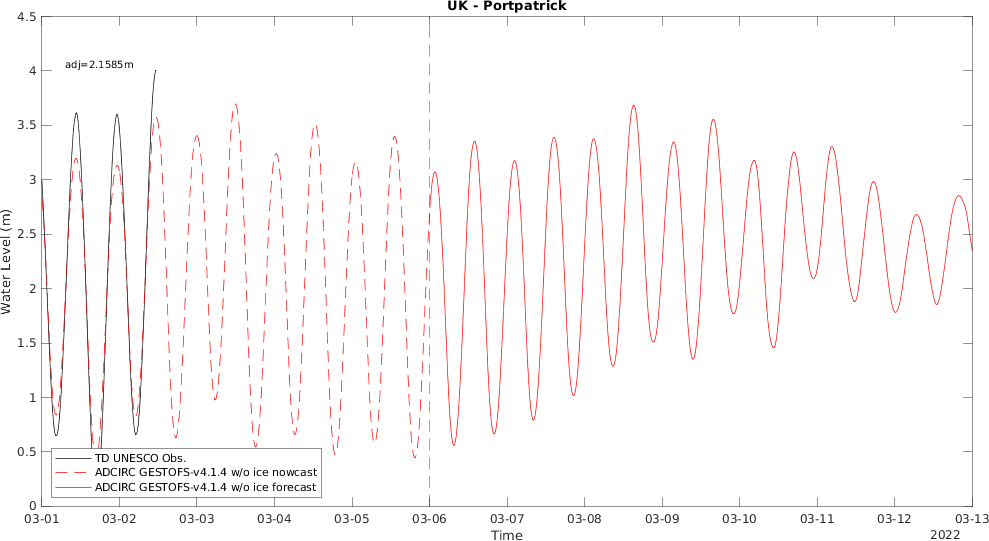 UK - Portpatrick
4.5
4
3.5
3
2.5
2
1.5
1
0.5
0
Water Level (m)
adj=2.1585m
TD UNESCO Obs.
ADCIRC GESTOFS-v4.1.4 w/o ice nowcast
ADCIRC GESTOFS-v4.1.4 w/o ice forecast
03-01 03-02 03-03 03-04 03-05 03-06 03-07 03-08 03-09 03-10 03-11 03-12 03-13
Time
2022